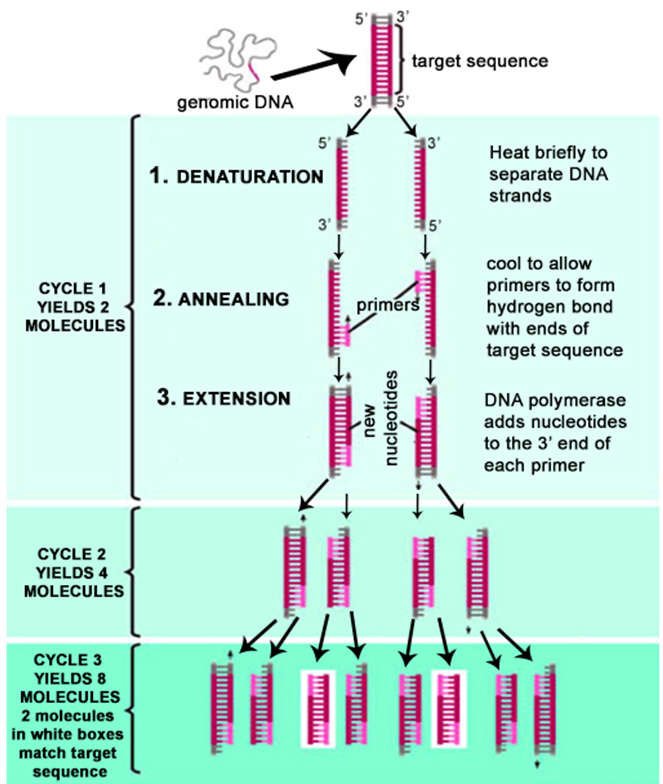 5' 3'
target sequence
genomic DNA
3' 5'
5' 3'
1. DENATURATION
Heat briefly to
separate DNA
strands
3' 5'
CYCLE 1
YIELDS 2
MOLECULES
2. ANNEALING
primers
cool to allow
primers to form
hydrogen bond
with ends of
target sequence
3. EXTENSION
new
nucleotides
DNA polymerase
adds nucleotides
to the 3' end of
each primer
CYCLE 2
YIELDS 4
MOLECULES
CYCLE 3
YIELDS 8
MOLECULES
2 molecules
in white boxes
match target
sequence